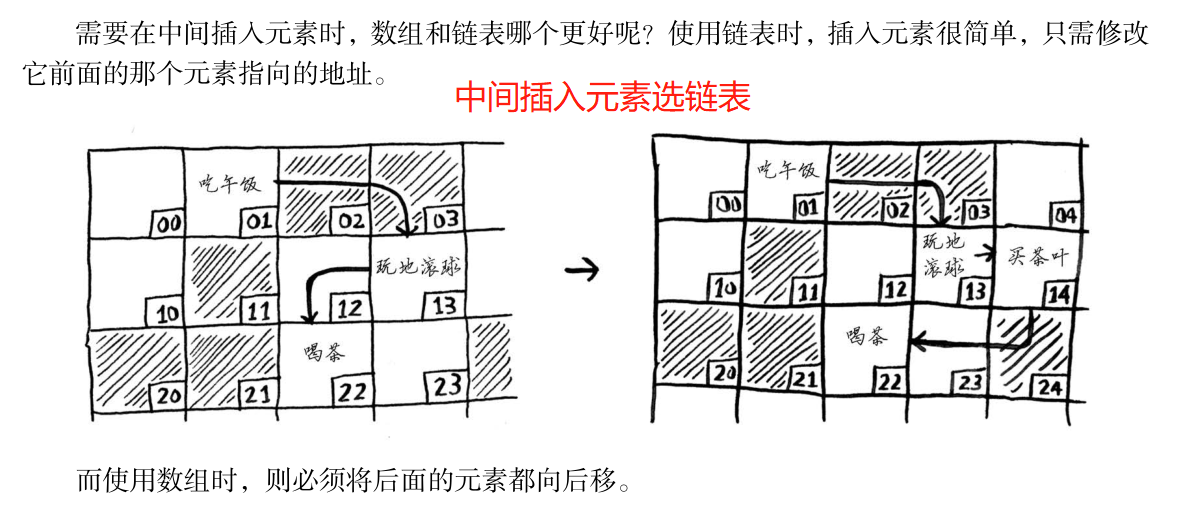 需要在中间插入元素时，数组和链表哪个更好呢？使用链表时，插入元素很简单，只需修改
它前面的那个元素指向的地址。
中间插入元素选链表
吃午饭
00
01
02
03
玩地滚球
10
11
12
13
喝茶
20
21
22
23
吃午饭
00
01
02
03
04
玩地
滚球
买茶叶
10
11
12
13
14
喝茶
20
21
22
23
24
而使用数组时，则必须将后面的元素都向后移。